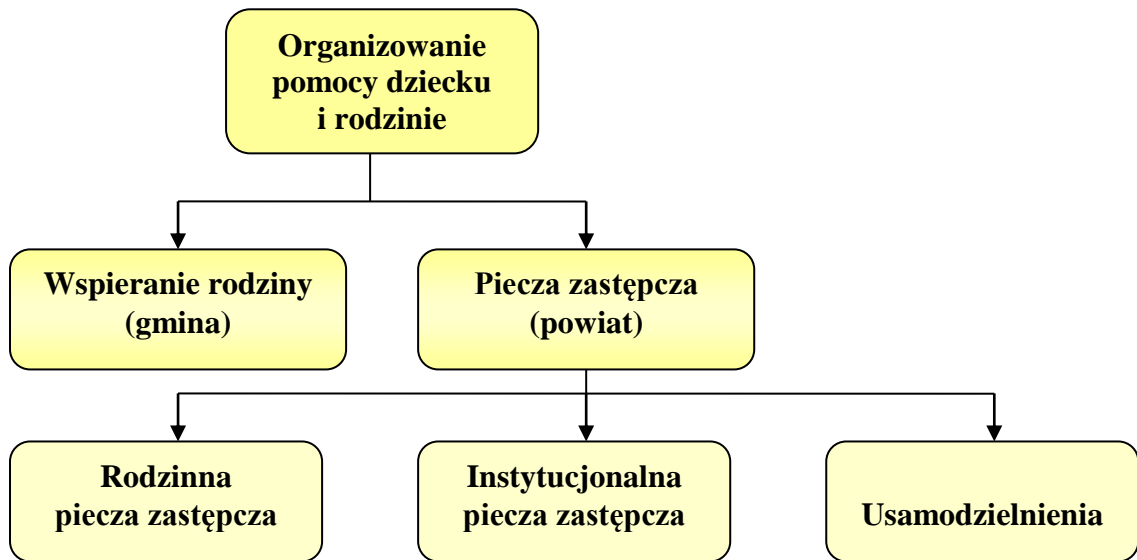 Organizowanie
pomocy dziecku
i rodzinie
Wspieranie rodziny
(gmina)
Piecza zastępcza
(powiat)
Rodzinna
piecza zastępcza
Instytucjonalna
piecza zastępcza
Usamodzielnienia